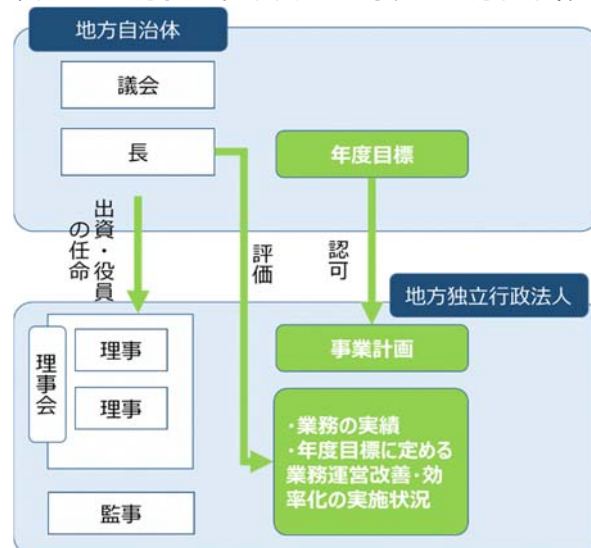 地方自治体
議会
長
年度目標
出資・役員
の任命
評価
認可
地方独立行政法人
理事会
理事
理事
監事
事業計画
・業務の実績
・年度目標に定める
業務運営改善・効
率化の実施状況